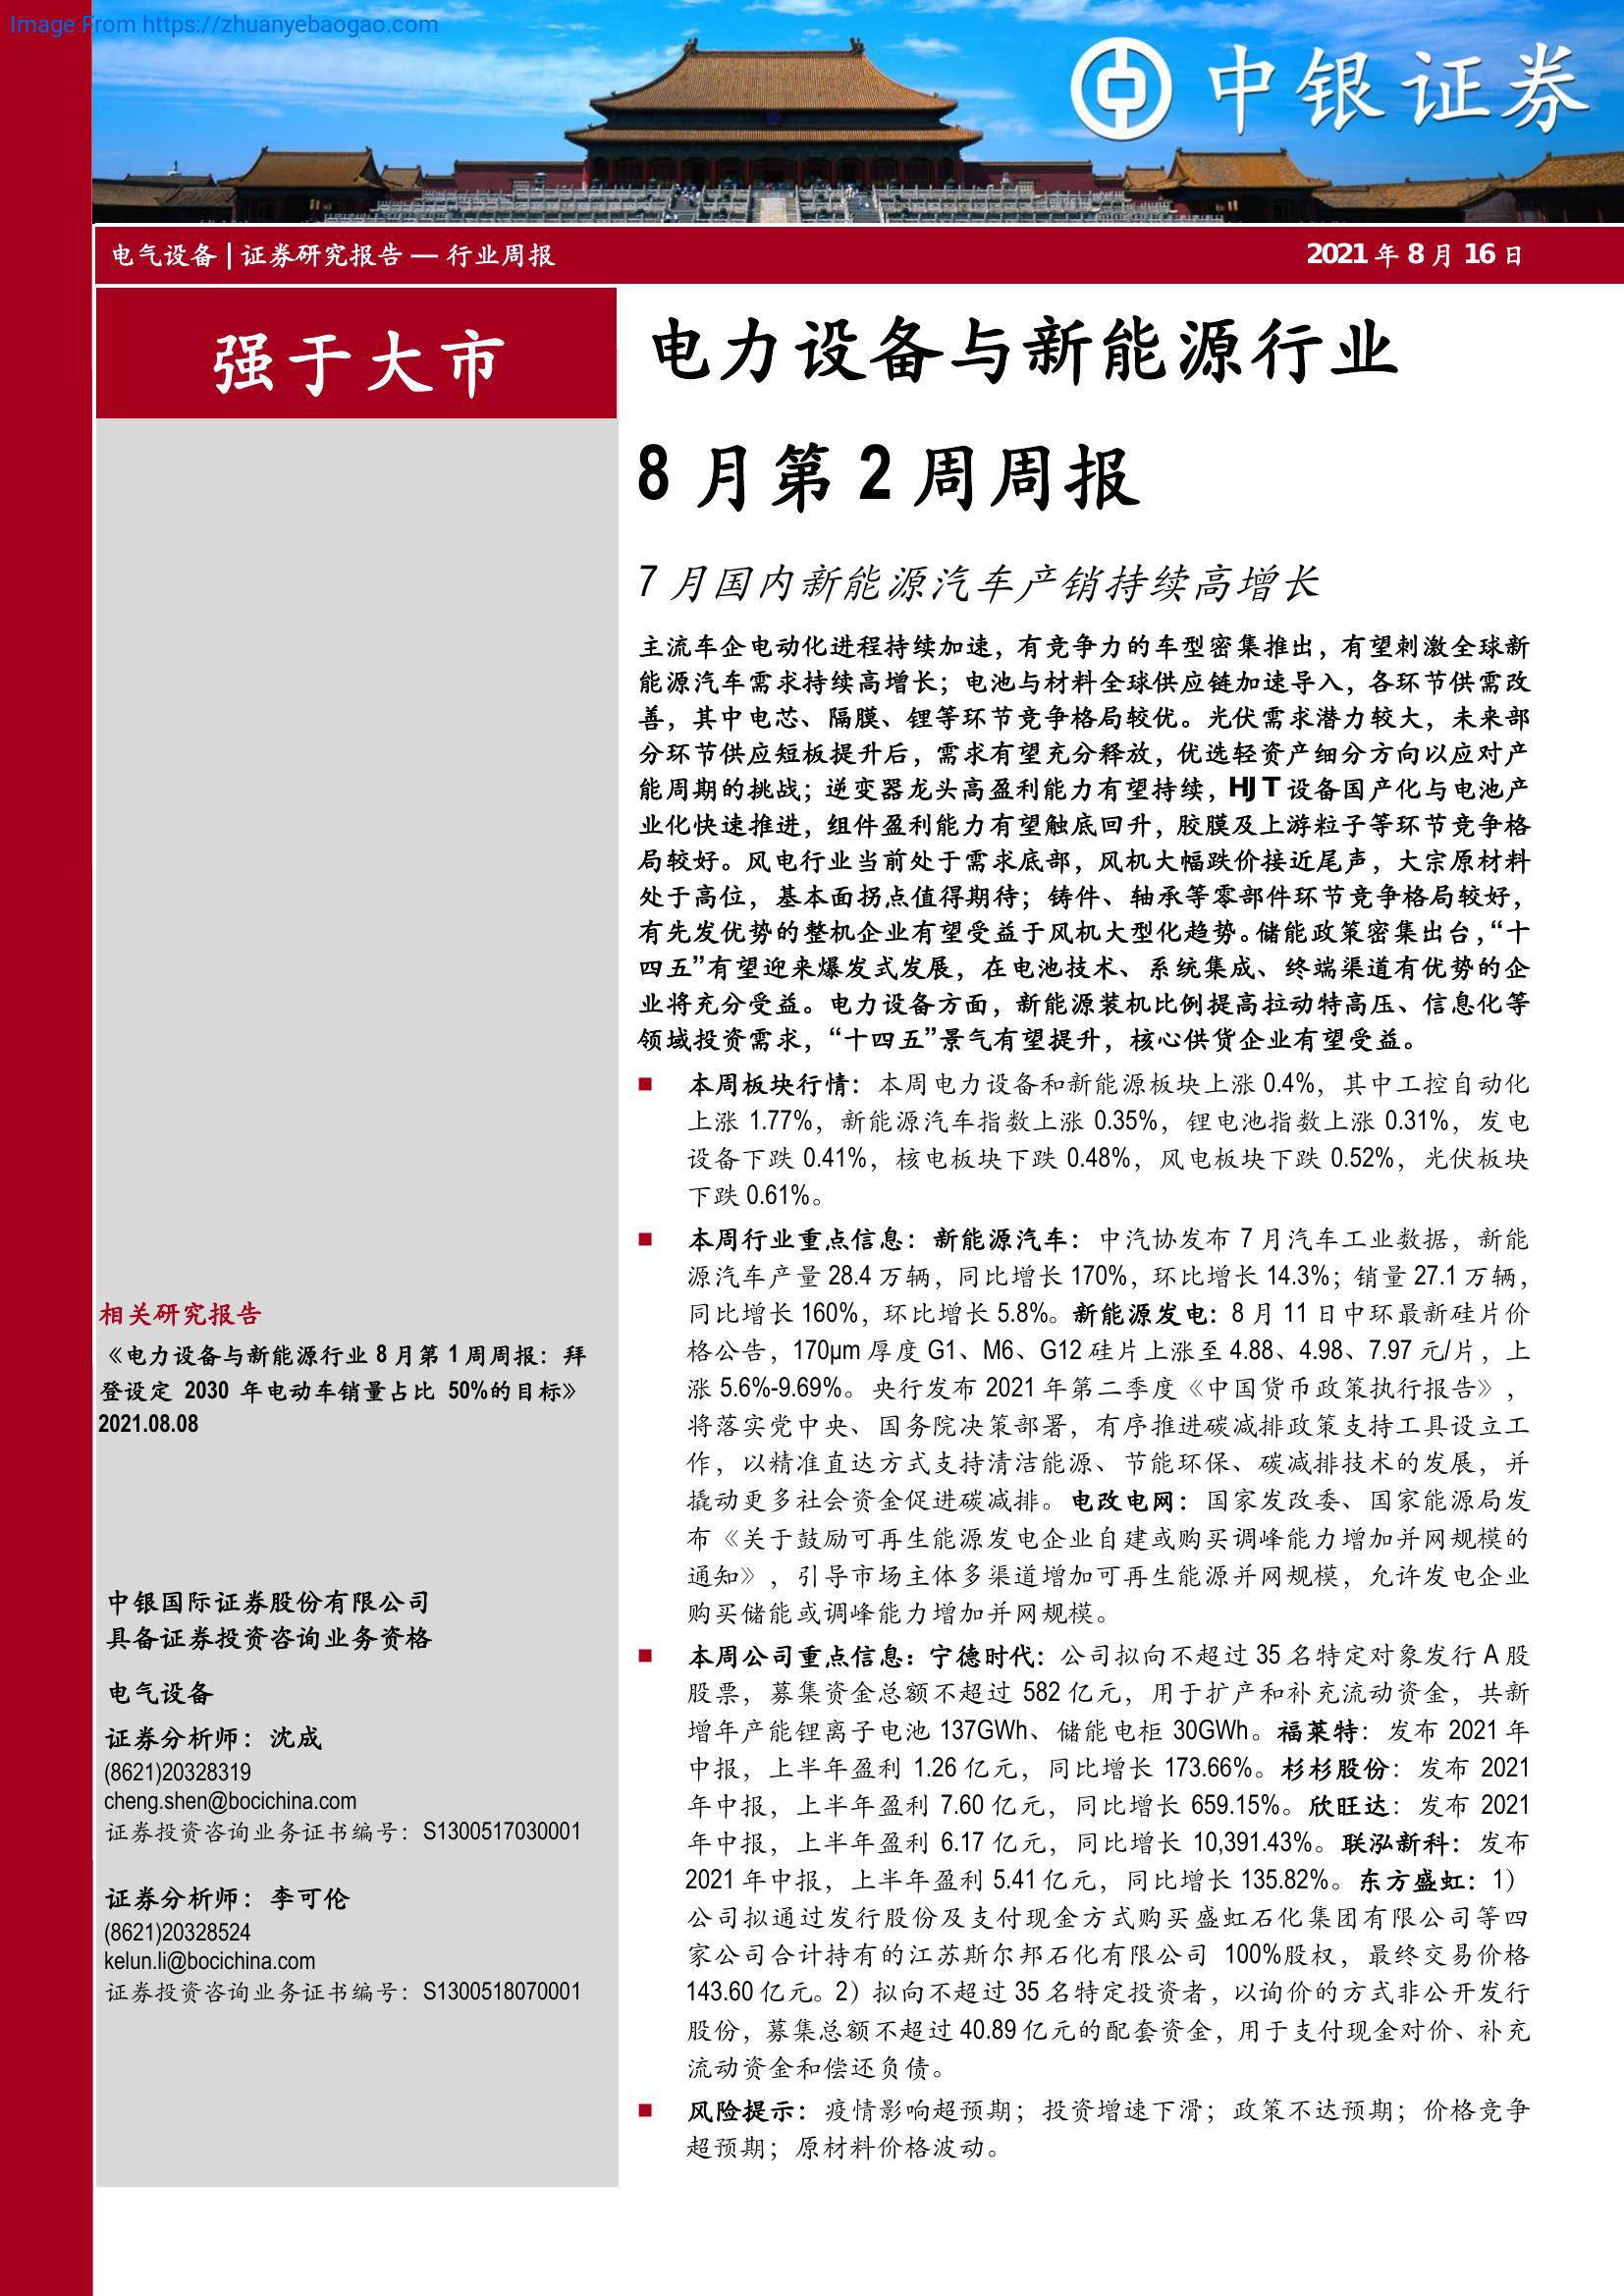 Image From https://zhuanyebaogao.com
中银证券
电气设备 | 证券研究报告 — 行业周报
2021 年 8 月 16 日
强于大市
电力设备与新能源行业
8 月第 2 周周报
7 月国内新能源汽车产销持续高增长
主流车企电动化进程持续加速，有竞争力的车型密集推出，有望刺激全球新
能源汽车需求持续高增长；电池与材料全球供应链加速导入，各环节供需改
善，其中电芯、隔膜、锂等环节竞争格局较优。光伏需求潜力较大，未来部
分环节供应短板提升后，需求有望充分释放，优选轻资产细分方向以应对产
能周期的挑战；逆变器龙头高盈利能力有望持续，HJT 设备国产化与电池产
业化快速推进，组件盈利能力有望触底回升，胶膜及上游粒子等环节竞争格
局较好。风电行业当前处于需求底部，风机大幅跌价接近尾声，大宗原材料
处于高位，基本面拐点值得期待；铸件、轴承等零部件环节竞争格局较好，
有先发优势的整机企业有望受益于风机大型化趋势。储能政策密集出台，“十
四五”有望迎来爆发式发展，在电池技术、系统集成、终端渠道有优势的企
业将充分受益。电力设备方面，新能源装机比例提高拉动特高压、信息化等
领域投资需求，“十四五”景气有望提升，核心供货企业有望受益。
■ 本周板块行情：本周电力设备和新能源板块上涨 0.4%，其中工控自动化
上涨 1.77%，新能源汽车指数上涨 0.35%，锂电池指数上涨 0.31%，发电
设备下跌 0.41%，核电板块下跌 0.48%，风电板块下跌 0.52%，光伏板块
下跌 0.61%。
■ 本周行业重点信息：新能源汽车：中汽协发布 7 月汽车工业数据，新能
源汽车产量 28.4 万辆，同比增长 170%，环比增长 14.3%；销量 27.1 万辆，
同比增长 160%，环比增长 5.8%。新能源发电：8 月 11 日中环最新硅片价
格公告，170μm 厚度 G1、M6、G12 硅片上涨至 4.88、4.98、7.97 元/片，上
涨 5.6%-9.69%。央行发布 2021 年第二季度《中国货币政策执行报告》，
将落实党中央、国务院决策部署，有序推进碳减排政策支持工具设立工
作，以精准直达方式支持清洁能源、节能环保、碳减排技术的发展，并
撬动更多社会资金促进碳减排。电改电网：国家发改委、国家能源局发
布《关于鼓励可再生能源发电企业自建或购买调峰能力增加并网规模的
通知》，引导市场主体多渠道增加可再生能源并网规模，允许发电企业
购买储能或调峰能力增加并网规模。
■ 本周公司重点信息：宁德时代：公司拟向不超过 35 名特定对象发行 A 股
股票，募集资金总额不超过 582 亿元，用于扩产和补充流动资金，共新
增年产能锂离子电池 137GWh、储能电柜 30GWh。福莱特：发布 2021 年
中报，上半年盈利 1.26 亿元，同比增长 173.66%。杉杉股份：发布 2021
年中报，上半年盈利 7.60 亿元，同比增长 659.15%。欣旺达：发布 2021
年中报，上半年盈利 6.17 亿元，同比增长 10,391.43%。联泓新科：发布
2021 年中报，上半年盈利 5.41 亿元，同比增长 135.82%。东方盛虹：1）
公司拟通过发行股份及支付现金方式购买盛虹石化集团有限公司等四
家公司合计持有的江苏斯尔邦石化有限公司 100%股权，最终交易价格
143.60 亿元。2）拟向不超过 35 名特定投资者，以询价的方式非公开发行
股份，募集总额不超过 40.89 亿元的配套资金，用于支付现金对价、补充
流动资金和偿还负债。
■ 风险提示：疫情影响超预期；投资增速下滑；政策不达预期；价格竞争
超预期；原材料价格波动。
相关研究报告
《电力设备与新能源行业 8 月第 1 周周报：拜
登设定 2030 年电动车销量占比 50%的目标》
2021.08.08
中银国际证券股份有限公司
具备证券投资咨询业务资格
电气设备
证券分析师：沈成
(8621)20328319
cheng.shen@bocichina.com
证券投资咨询业务证书编号：S1300517030001
证券分析师：李可伦
(8621)20328524
kelun.li@bocichina.com
证券投资咨询业务证书编号：S1300518070001